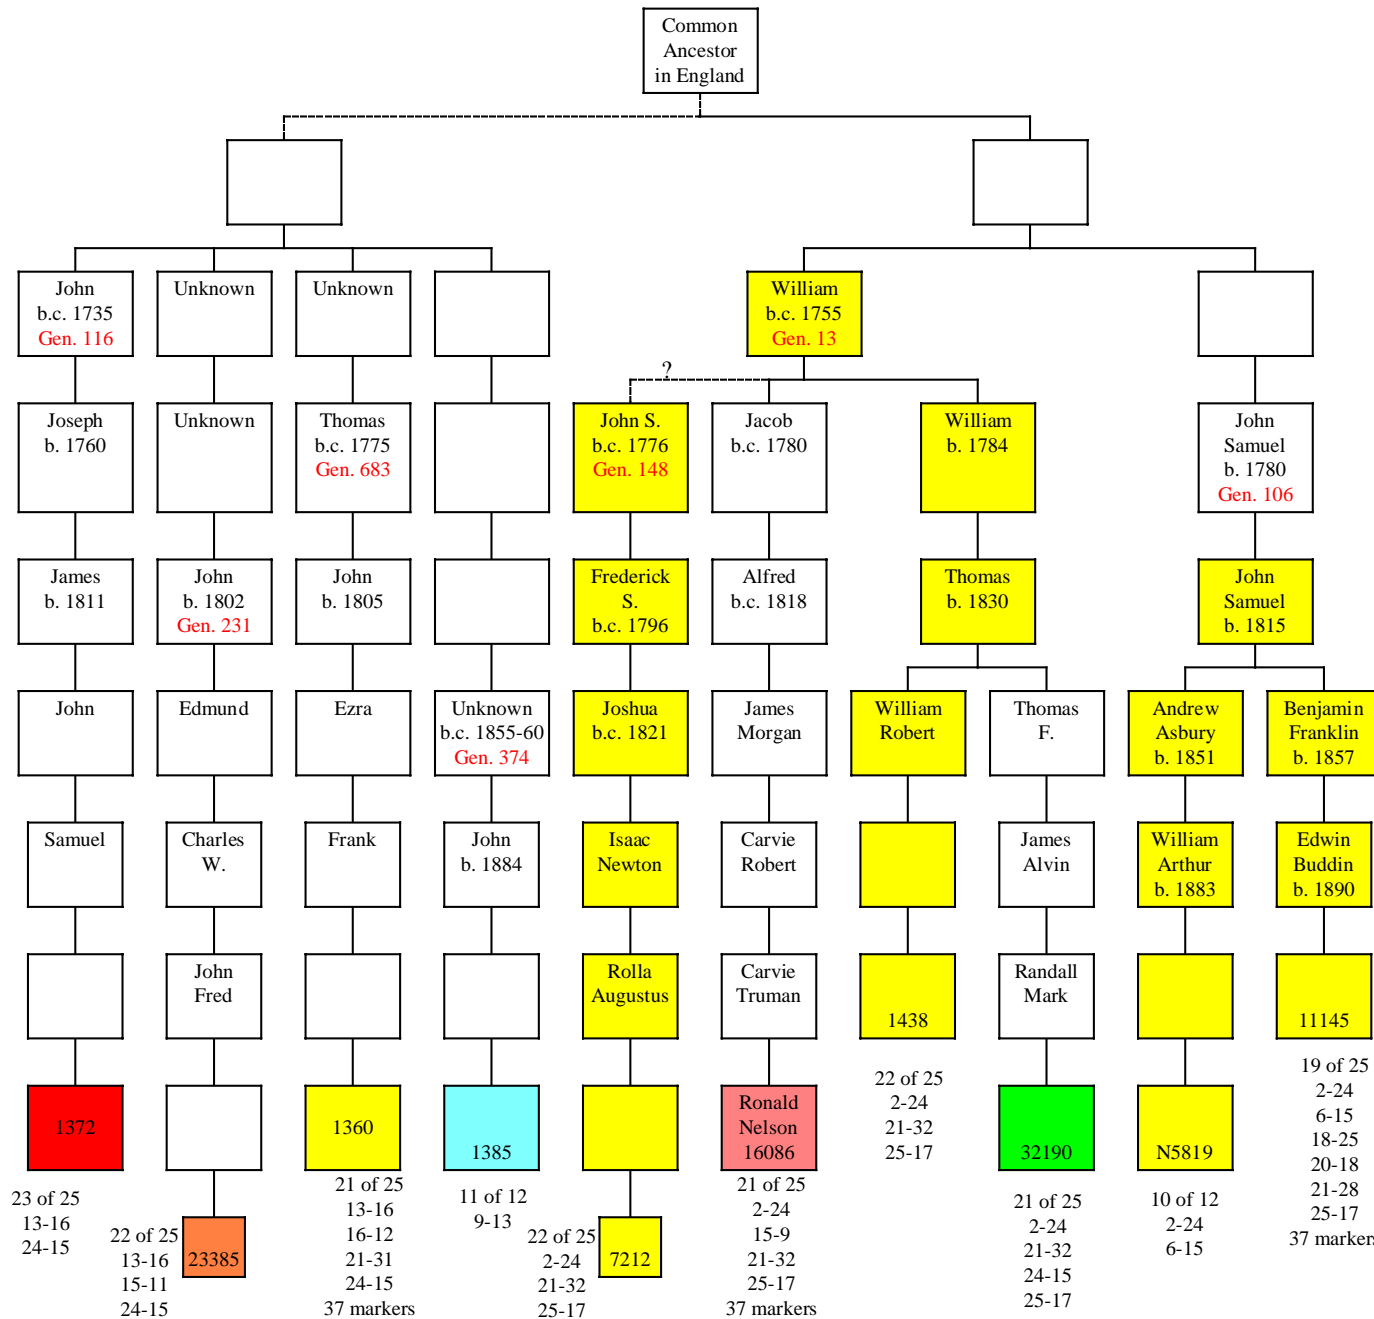 Common
Ancestor
in England
John
b.c. 1735
Gen. 116
Unknown
Unknown
William
b.c. 1755
Gen. 13
?
Joseph
b. 1760
Unknown
Thomas
b.c. 1775
Gen. 683
John S.
b.c. 1776
Gen. 148
Jacob
b.c. 1780
William
b. 1784
John
Samuel
b. 1780
Gen. 106
James
b. 1811
John
b. 1802
Gen. 231
John
b. 1805
Frederick
S.
b.c. 1796
Alfred
b.c. 1818
Thomas
b. 1830
John
Samuel
b. 1815
John
Edmund
Ezra
Unknown
b.c. 1855-60
Gen. 374
Joshua
b.c. 1821
James
Morgan
William
Robert
Thomas
F.
Andrew
Asbury
b. 1851
Benjamin
Franklin
b. 1857
Samuel
Charles
W.
Frank
John
b. 1884
Isaac
Newton
Carvie
Robert
James
Alvin
William
Arthur
b. 1883
Edwin
Buddin
b. 1890
John
Fred
Rolla
Augustus
Carvie
Truman
1438
Randall
Mark
11145
1372
1360
1385
Ronald
Nelson
16086
22 of 25
2-24
21-32
25-17
32190
N5819
19 of 25
2-24
6-15
18-25
20-18
21-28
25-17
37 markers
23 of 25
13-16
24-15
22 of 25
13-16
15-11
24-15
23385
21 of 25
13-16
16-12
21-31
24-15
37 markers
11 of 12
9-13
22 of 25
2-24
21-32
25-17
7212
21 of 25
2-24
15-9
21-32
25-17
37 markers
21 of 25
2-24
21-32
24-15
25-17
10 of 12
2-24
6-15